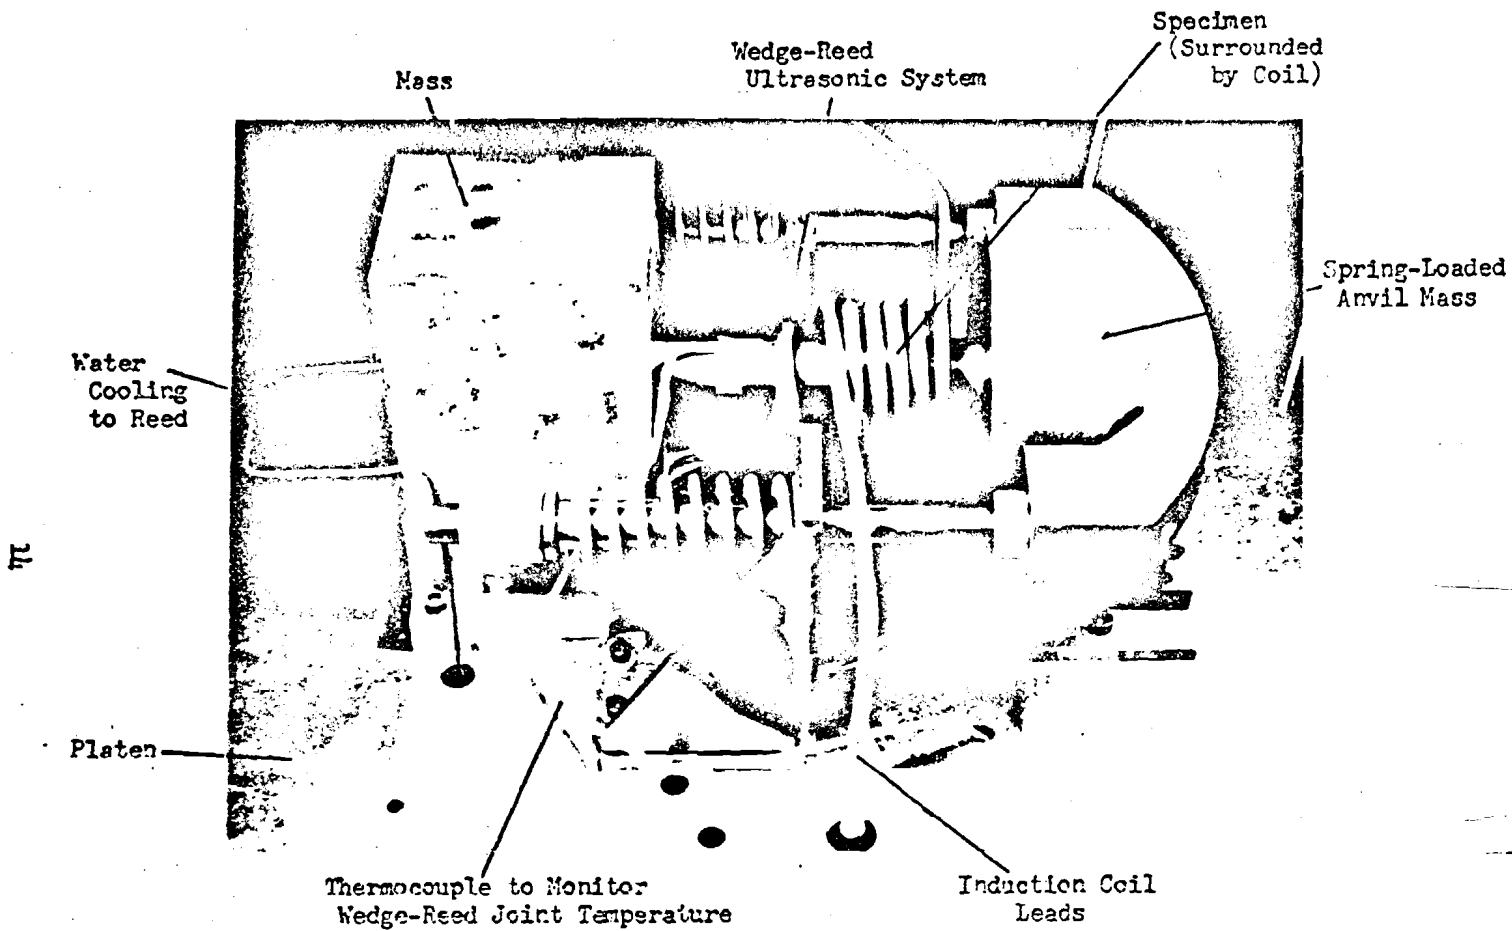 Specimen
(Surrounded
by Coil)
Wedge-Reed
Ultrasonic System
Mass
Spring-Loaded
Anvil Mass
Water
Cooling
to Reed
14
Platen
Thermocouple to Monitor
Wedge-Reed Joint Temperature
Induction Coil
Leads